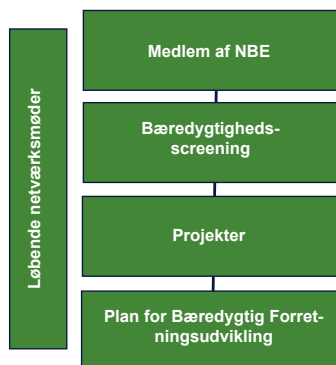 Løbende netværksmøder
Medlem af NBE
Bæredygtigheds-
screening
Projekter
Plan for Bæredygtig Forret-
ningsudvikling